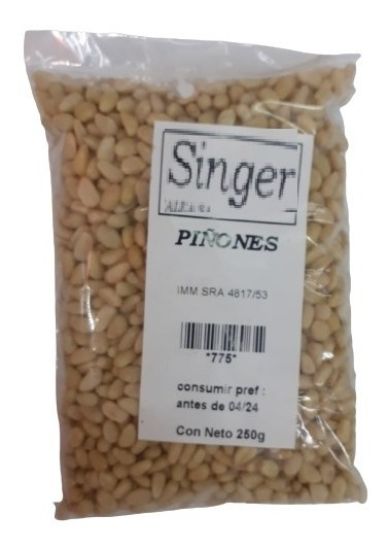 Singer
PIÑONES
IMM SRA 4817/53
*775*
consumir pref :
antes de 04/24
Con Neto 250g